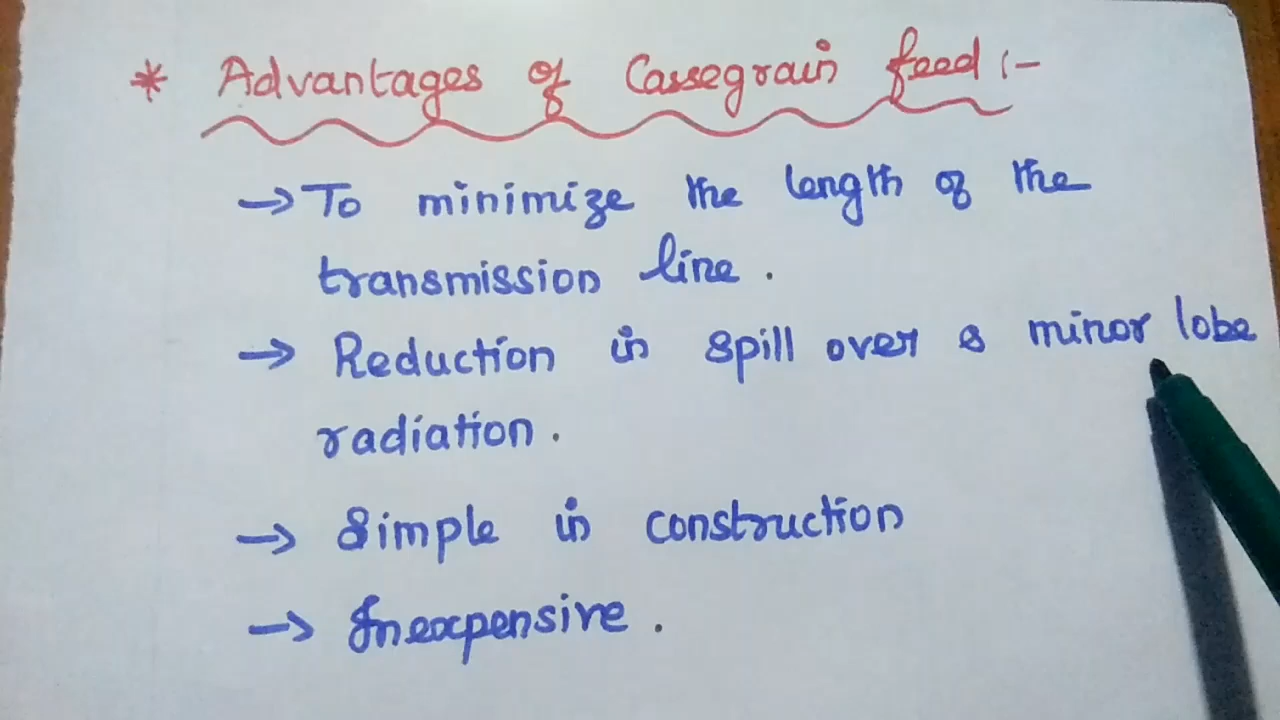 * Advantages of Cassegrain feed :-
→ To minimize the length of the
transmission line .
→ Reduction in spill over & minor lobe
radiation .
→ Simple in construction
→ Inexpensive .